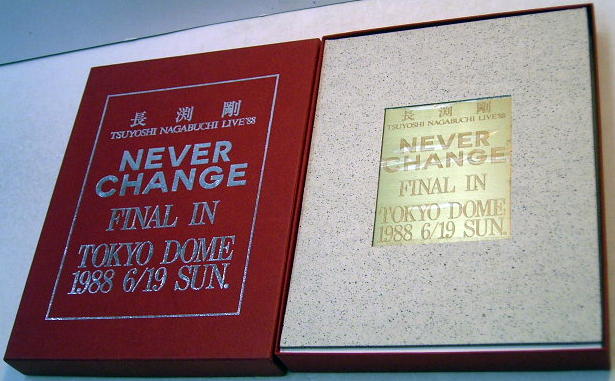 長渕剛
TSUYOSHI NAGABUCHI LIVE'88
NEVER
CHANGE
FINAL IN
TOKYO DOME
1988 6/19 SUN.
長渕剛
TSUYOSHI NAGABUCHI LIVE'88
NEVER
CHANGE
FINAL IN
TOKYO DOME
1988 6/19 SUN.